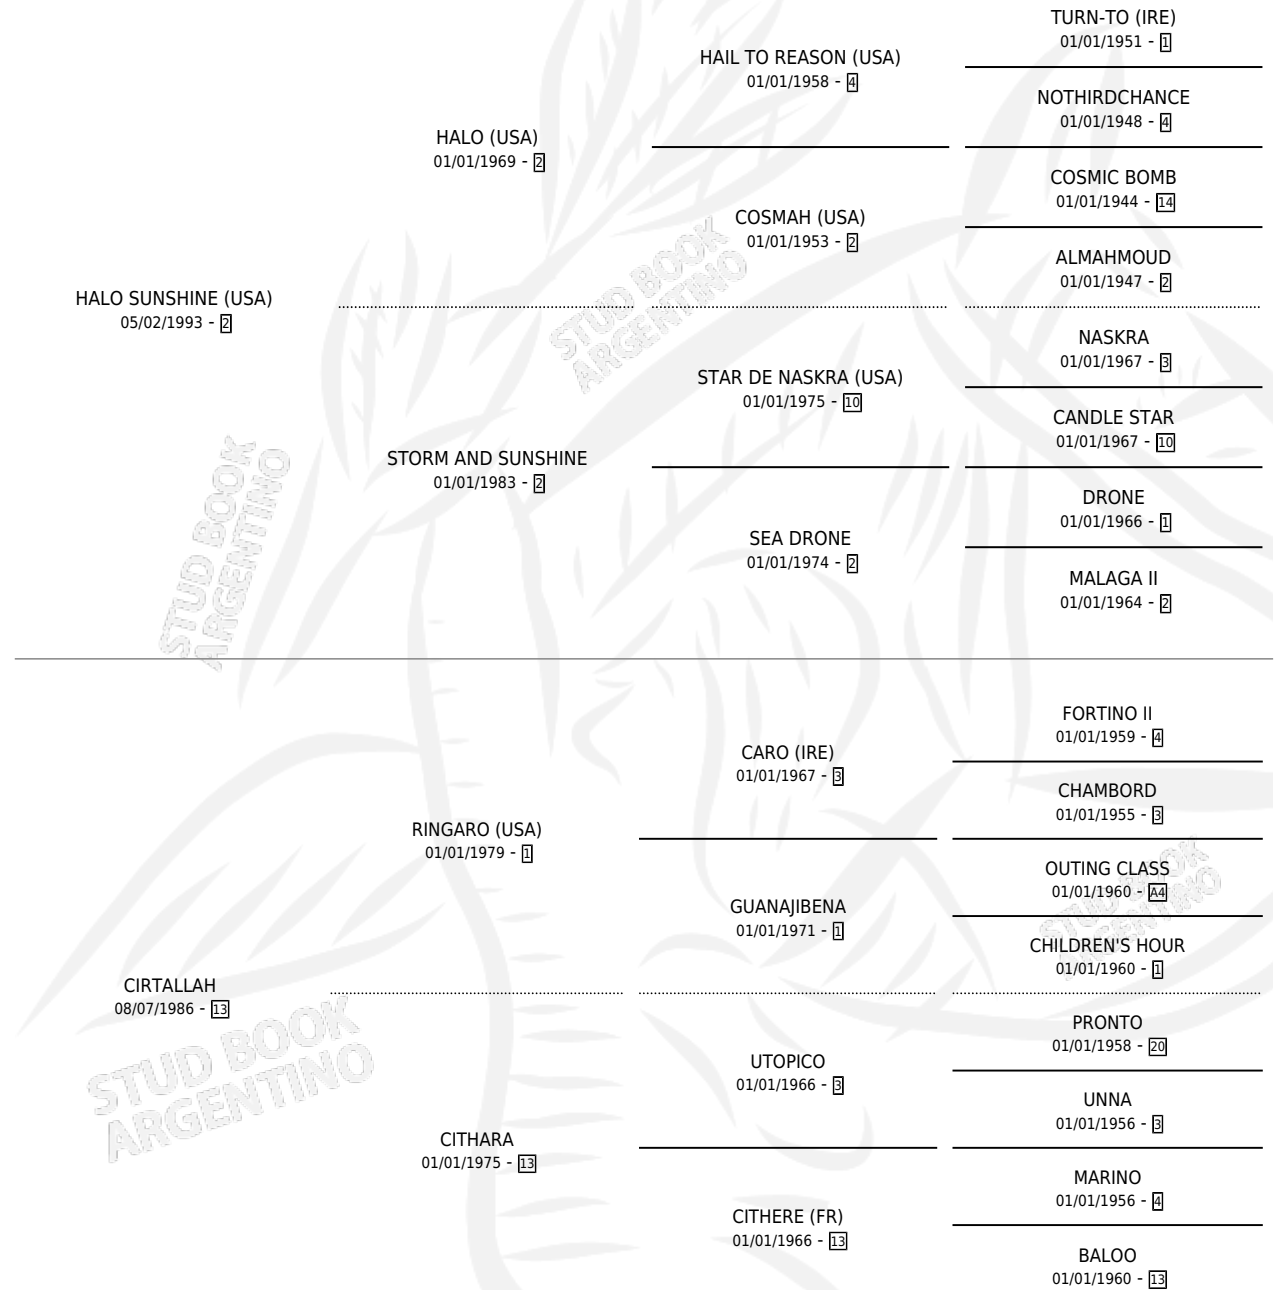 TURN-TO (IRE)
01/01/1951 - 1
HAIL TO REASON (USA)
01/01/1958 - 4
NOTHIRDCHANCE
01/01/1948 - 4
HALO (USA)
01/01/1969 - 2
COSMIC BOMB
01/01/1944 - 14
COSMAH (USA)
01/01/1953 - 2
ALMAHMOUD
01/01/1947 - 2
HALO SUNSHINE (USA)
05/02/1993 - 2
NASKRA
01/01/1967 - 3
STAR DE NASKRA (USA)
01/01/1975 - 10
CANDLE STAR
01/01/1967 - 10
STORM AND SUNSHINE
01/01/1983 - 2
DRONE
01/01/1966 - 1
SEA DRONE
01/01/1974 - 2
MALAGA II
01/01/1964 - 2
FORTINO II
01/01/1959 - 4
CARO (IRE)
01/01/1967 - 3
CHAMBORD
01/01/1955 - 3
RINGARO (USA)
01/01/1979 - 1
OUTING CLASS
01/01/1960 - A4
GUANAJIBENA
01/01/1971 - 1
CHILDREN'S HOUR
01/01/1960 - 1
CIRTALLAH
08/07/1986 - 13
PRONTO
01/01/1958 - 20
UTOPICO
01/01/1966 - 3
UNNA
01/01/1956 - 3
CITHARA
01/01/1975 - 13
MARINO
01/01/1956 - 4
CITHERE (FR)
01/01/1966 - 13
BALOO
01/01/1960 - 13
STUD BOOK
ARGENTINO
STUD BOOK
ARGENTINO
STUD BOOK
ARGENTINO
STUD BOOK
ARGENTINO